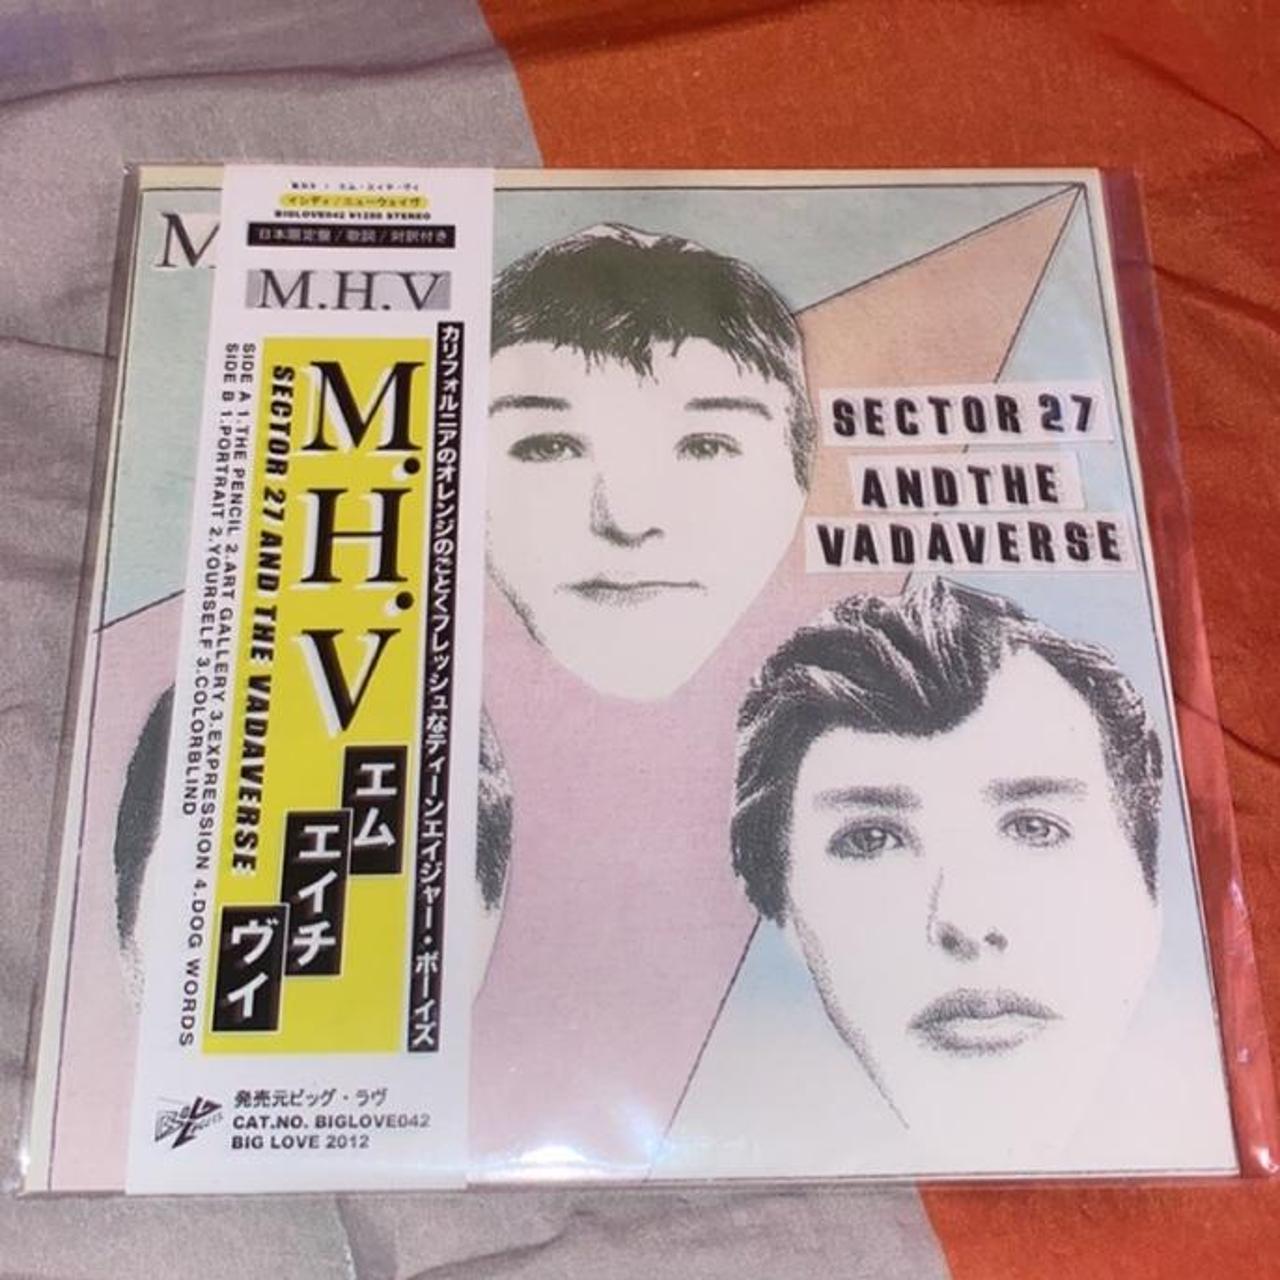 M
エム・エイチ・ヴイ
インディ/ニューウェイヴ
BIGLOVE042 ¥1280 STEREO
日本限定盤/歌詞/対訳付き
M.H.V
カリフォルニアのオレンジのごとくフレッシュなティーンエイジャー・ボーイズ
M.H.V
エム
エイチ
ヴイ
SECTOR 27 AND THE VADAVERSE
SIDE A 1.THE PENCIL 2.ART GALLERY 3.EXPRESSION 4.DOG WORDS
SIDE B 1.PORTRAIT 2.YOURSELF 3.COLORBLIND
発売元ビッグ・ラヴ
CAT.NO. BIGLOVE042
BIG LOVE 2012
SECTOR 27
ANDTHE
VADAVERSE